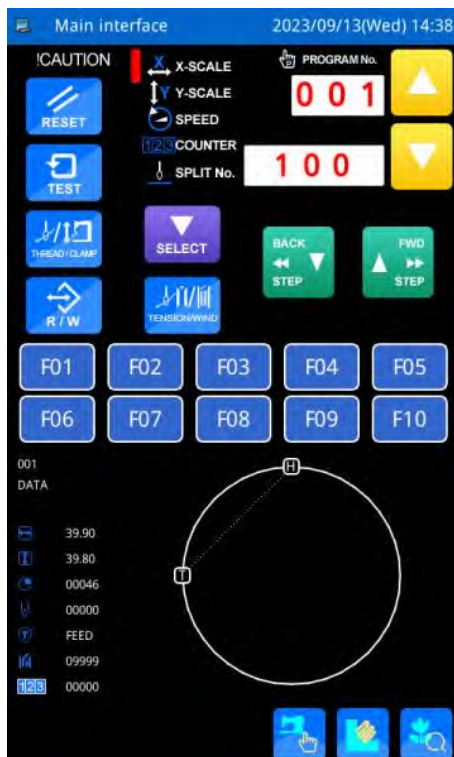 Main interface 2023/09/13(Wed) 14:38
!CAUTION
X X-SCALE
PROGRAM No.
P
Y Y-SCALE
001
RESET
SPEED
123 COUNTER
TEST
SPLIT No.
100
THREAD/CLAMP
SELECT
BACK
STEP
FWD
STEP
R/W
TENSION/WIND
F01 F02 F03 F04 F05
F06 F07 F08 F09 F10
001
DATA
H
39.90
39.80
T
00046
00000
T FEED
09999
123 00000